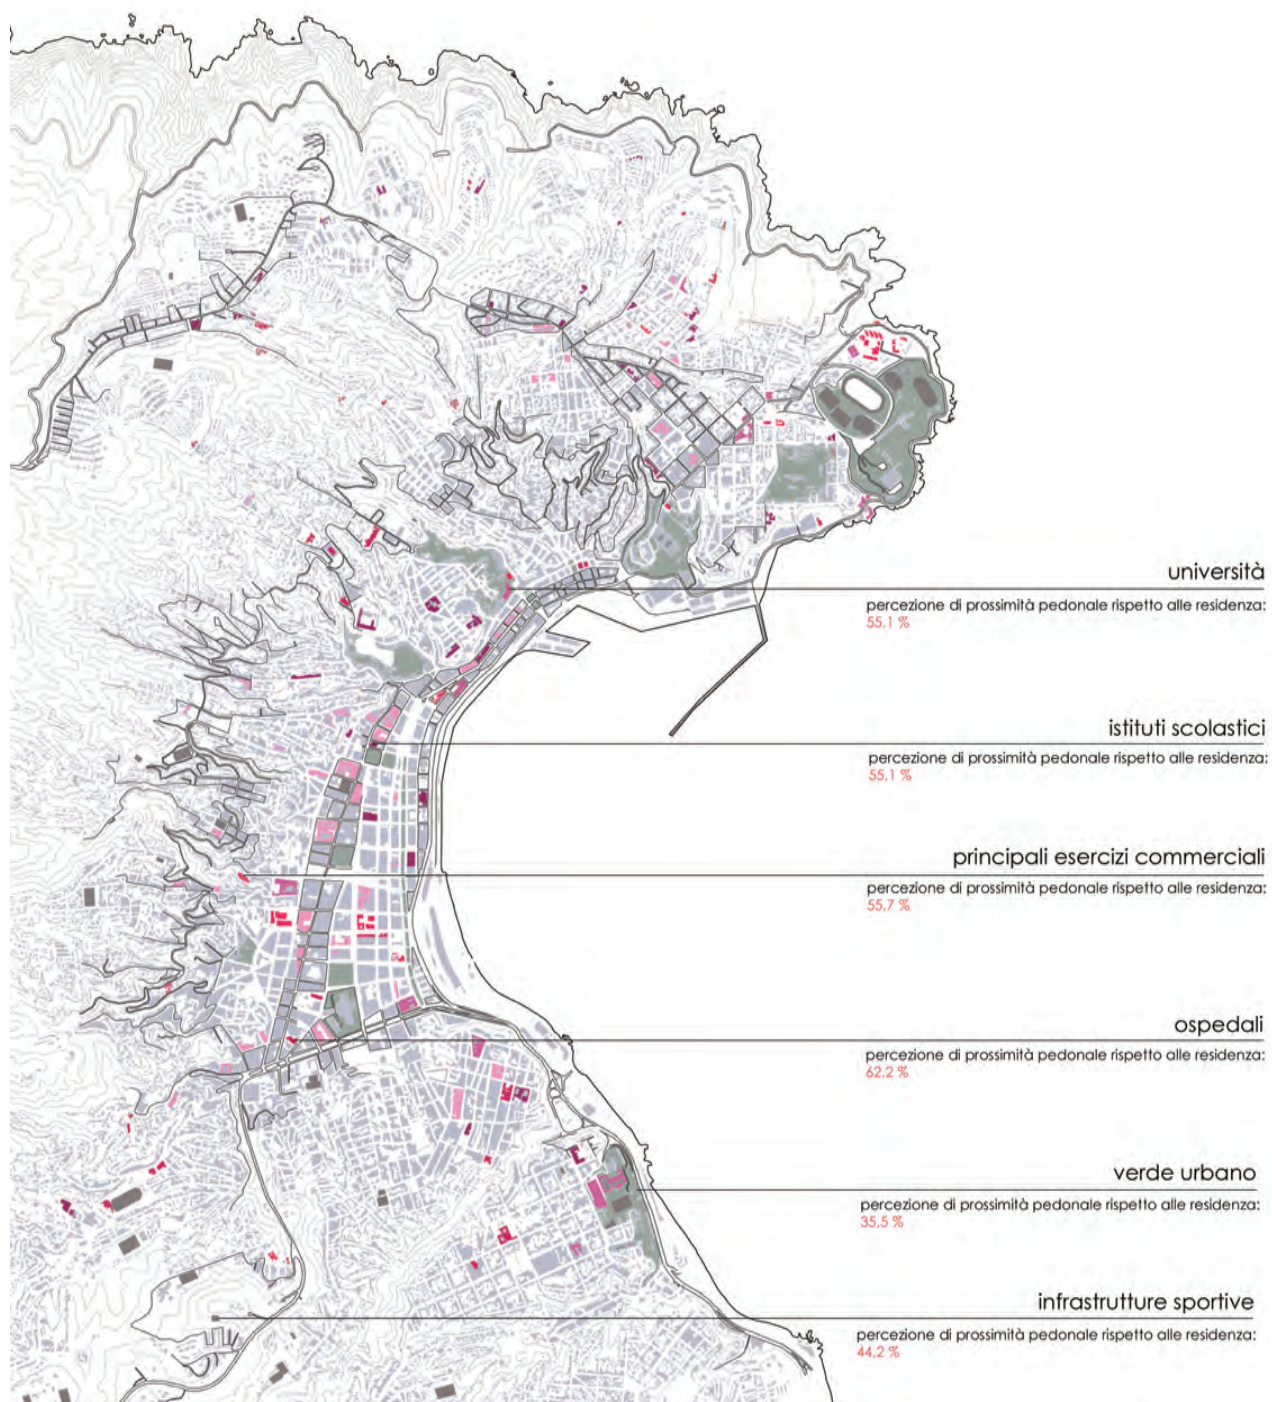 università
percezione di prossimità pedonale rispetto alle residenza:
55,1 %
istituti scolastici
percezione di prossimità pedonale rispetto alle residenza:
55,1 %
principali esercizi commerciali
percezione di prossimità pedonale rispetto alle residenza:
55,7 %
ospedali
percezione di prossimità pedonale rispetto alle residenza:
62,2 %
verde urbano
percezione di prossimità pedonale rispetto alle residenza:
35,5 %
infrastrutture sportive
percezione di prossimità pedonale rispetto alle residenza:
44,2 %